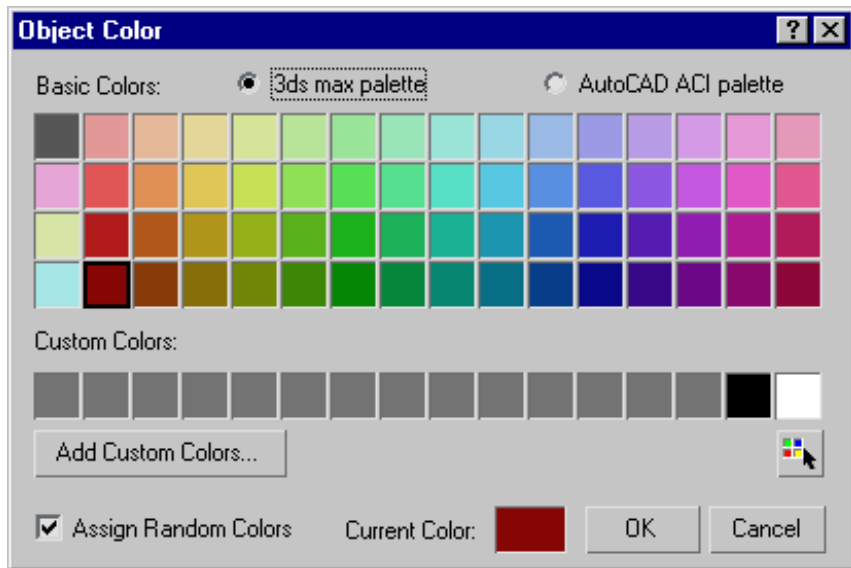 Object Color
Basic Colors: 3ds max palette AutoCAD ACI palette
Custom Colors:
Add Custom Colors...
Assign Random Colors Current Color: OK Cancel